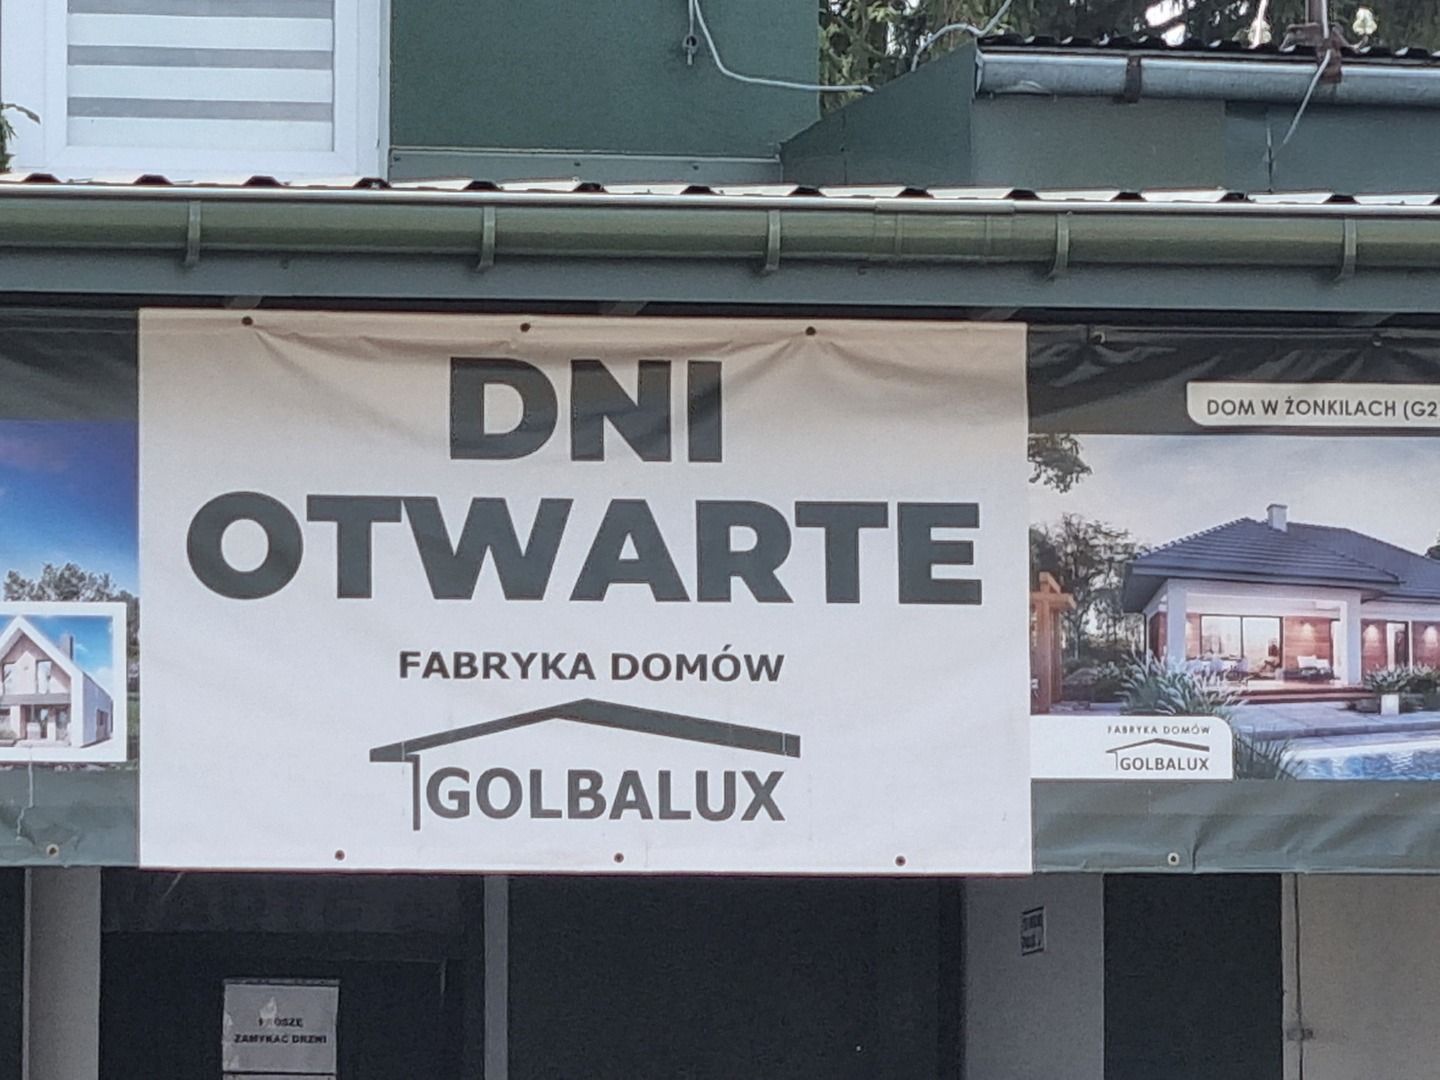 DNI
OTWARTE
FABRYKA DOMÓW
GOLBALUX
DOM W ŻONKILACH (G2
FABRYKA DOMÓW
GOLBALUX
PROSZĘ
ZAMYKAĆ DRZWI